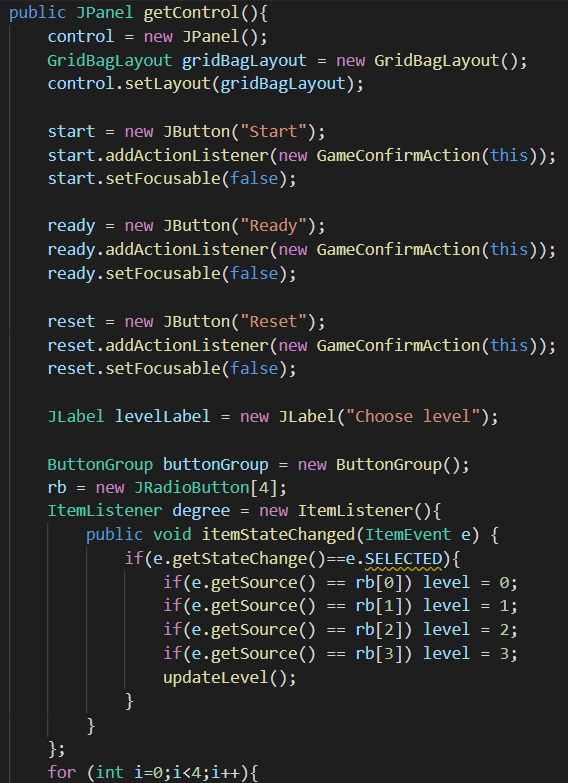 public JPanel getControl(){
    control = new JPanel();
    GridBagLayout gridBagLayout = new GridBagLayout();
    control.setLayout(gridBagLayout);

    start = new JButton("Start");
    start.addActionListener(new GameConfirmAction(this));
    start.setFocusable(false);

    ready = new JButton("Ready");
    ready.addActionListener(new GameConfirmAction(this));
    ready.setFocusable(false);

    reset = new JButton("Reset");
    reset.addActionListener(new GameConfirmAction(this));
    reset.setFocusable(false);

    JLabel levelLabel = new JLabel("Choose level");

    ButtonGroup buttonGroup = new ButtonGroup();
    rb = new JRadioButton[4];
    ItemListener degree = new ItemListener(){
        public void itemStateChanged(ItemEvent e) {
            if(e.getStateChange()==e.SELECTED){
                if(e.getSource() == rb[0]) level = 0;
                if(e.getSource() == rb[1]) level = 1;
                if(e.getSource() == rb[2]) level = 2;
                if(e.getSource() == rb[3]) level = 3;
                updateLevel();
            }
        }
    };
    for (int i=0;i<4;i++){